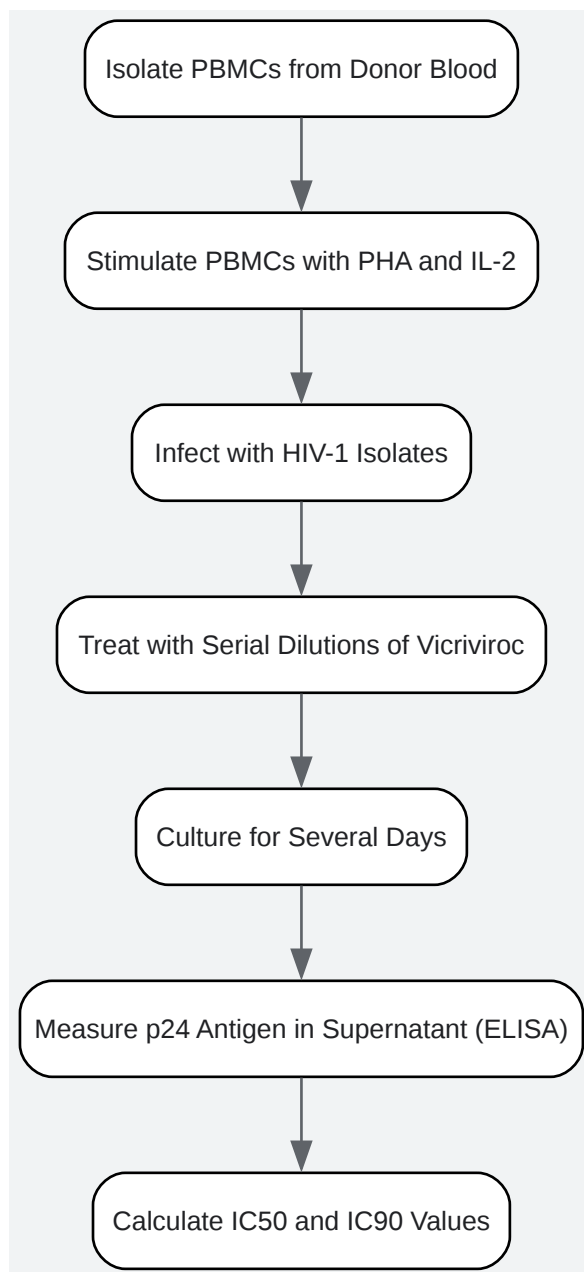 Isolate PBMCs from Donor Blood
Stimulate PBMCs with PHA and IL-2
Infect with HIV-1 Isolates
Treat with Serial Dilutions of Vicriviroc
Culture for Several Days
Measure p24 Antigen in Supernatant (ELISA)
Calculate IC50 and IC90 Values